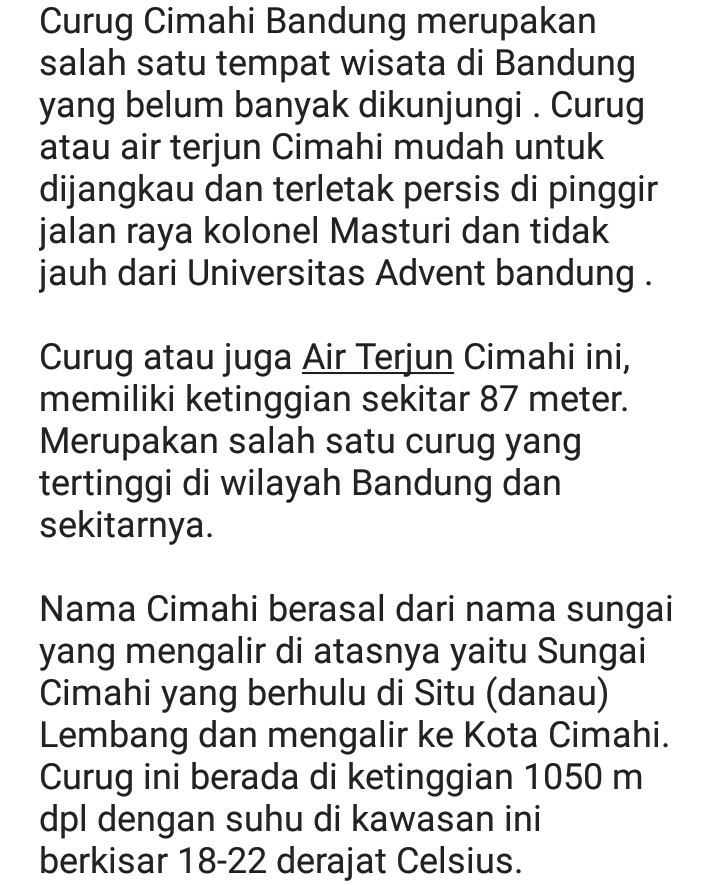 Curug Cimahi Bandung merupakan
salah satu tempat wisata di Bandung
yang belum banyak dikunjungi . Curug
atau air terjun Cimahi mudah untuk
dijangkau dan terletak persis di pinggir
jalan raya kolonel Masturi dan tidak
jauh dari Universitas Advent bandung .
Curug atau juga Air Terjun Cimahi ini,
memiliki ketinggian sekitar 87 meter.
Merupakan salah satu curug yang
tertinggi di wilayah Bandung dan
sekitarnya.
Nama Cimahi berasal dari nama sungai
yang mengalir di atasnya yaitu Sungai
Cimahi yang berhulu di Situ (danau)
Lembang dan mengalir ke Kota Cimahi.
Curug ini berada di ketinggian 1050 m
dpl dengan suhu di kawasan ini
berkisar 18-22 derajat Celsius.